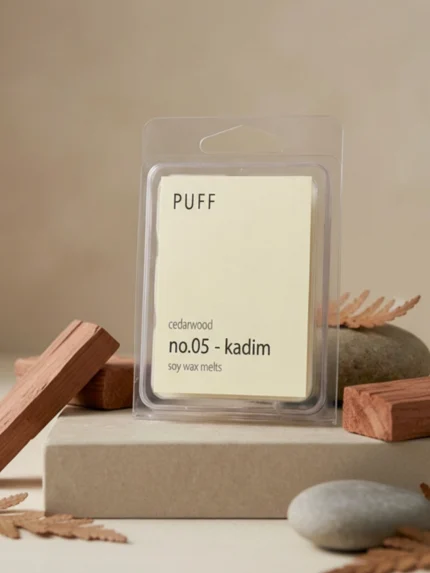 PUFF
cedarwood
no.05 - kadim
soy wax melts